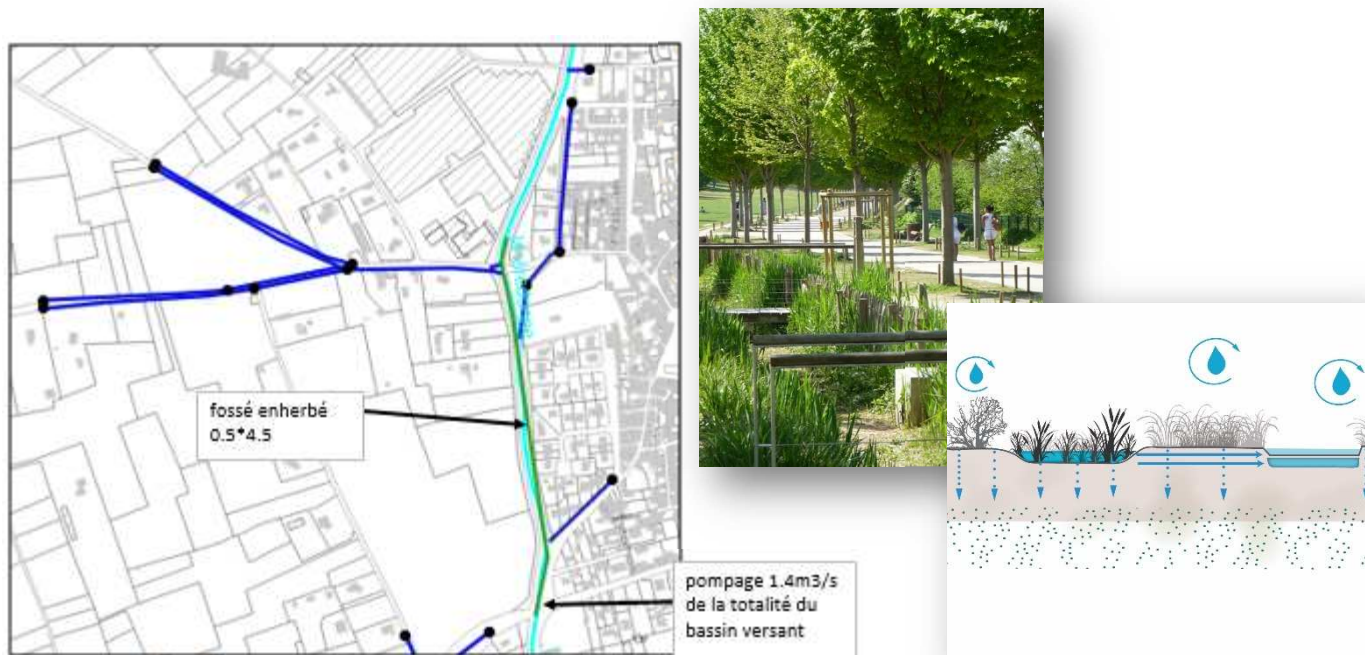 fossé enherbé
0.5*4.5
pompage 1.4m3/s
de la totalité du
bassin versant